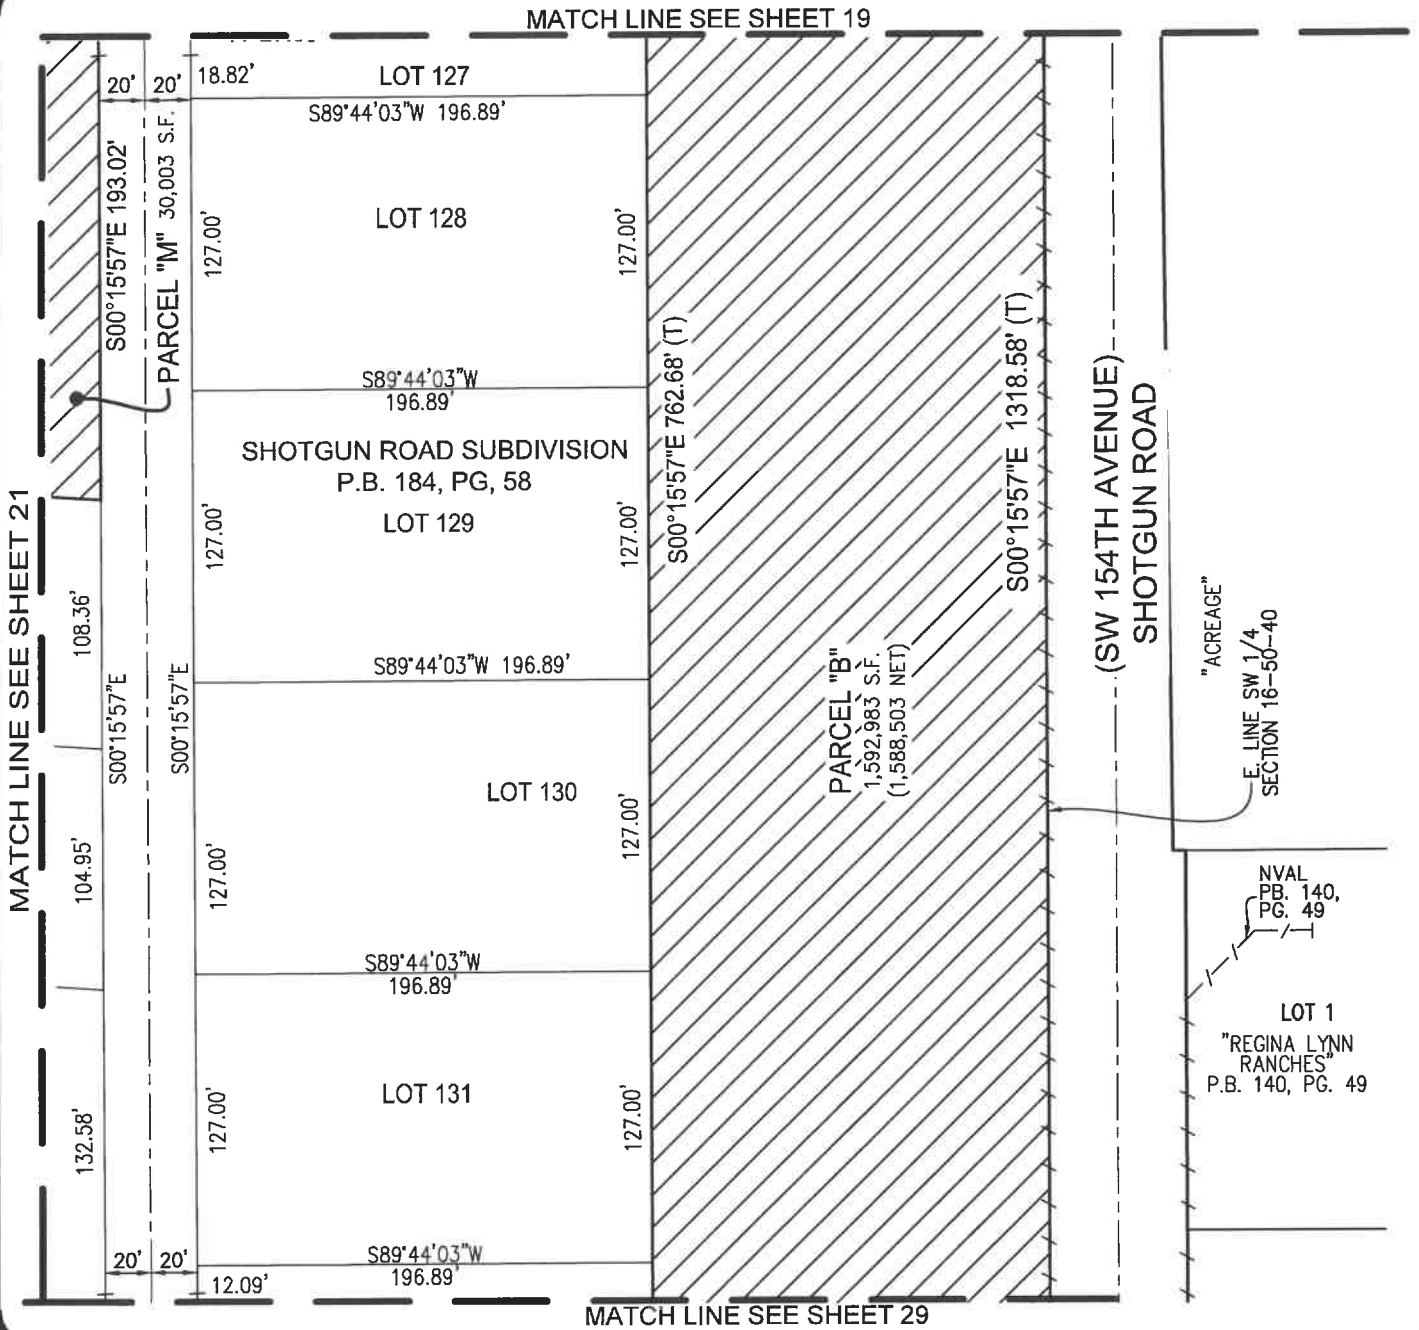 MATCH LINE SEE SHEET 19
20'
20'
18.82'
LOT 127
S89°44'03"W 196.89'
S00°15'57"E 193.02'
PARCEL "M" 30,003 S.F.
127.00'
LOT 128
127.00'
S89°44'03"W
196.89'
S00°15'57"E 762.68' (T)
S00°15'57"E 1318.58' (T)
(SW 154TH AVENUE)
SHOTGUN ROAD
SHOTGUN ROAD SUBDIVISION
P.B. 184, PG, 58
LOT 129
127.00'
127.00'
MATCH LINE SEE SHEET 21
108.36'
S00°15'57"E
S00°15'57"E
S89°44'03"W 196.89'
PARCEL "B"
1,592,983 S.F.
(1,588,503 NET)
"ACREAGE"
E. LINE SW 1/4
SECTION 16-50-40
LOT 130
104.95'
127.00'
127.00'
NVAL
PB. 140,
PG. 49
S89°44'03"W
196.89'
LOT 1
"REGINA LYNN
RANCHES"
P.B. 140, PG. 49
LOT 131
132.58'
127.00'
127.00'
S89°44'03"W
196.89'
20'
20'
12.09'
MATCH LINE SEE SHEET 29